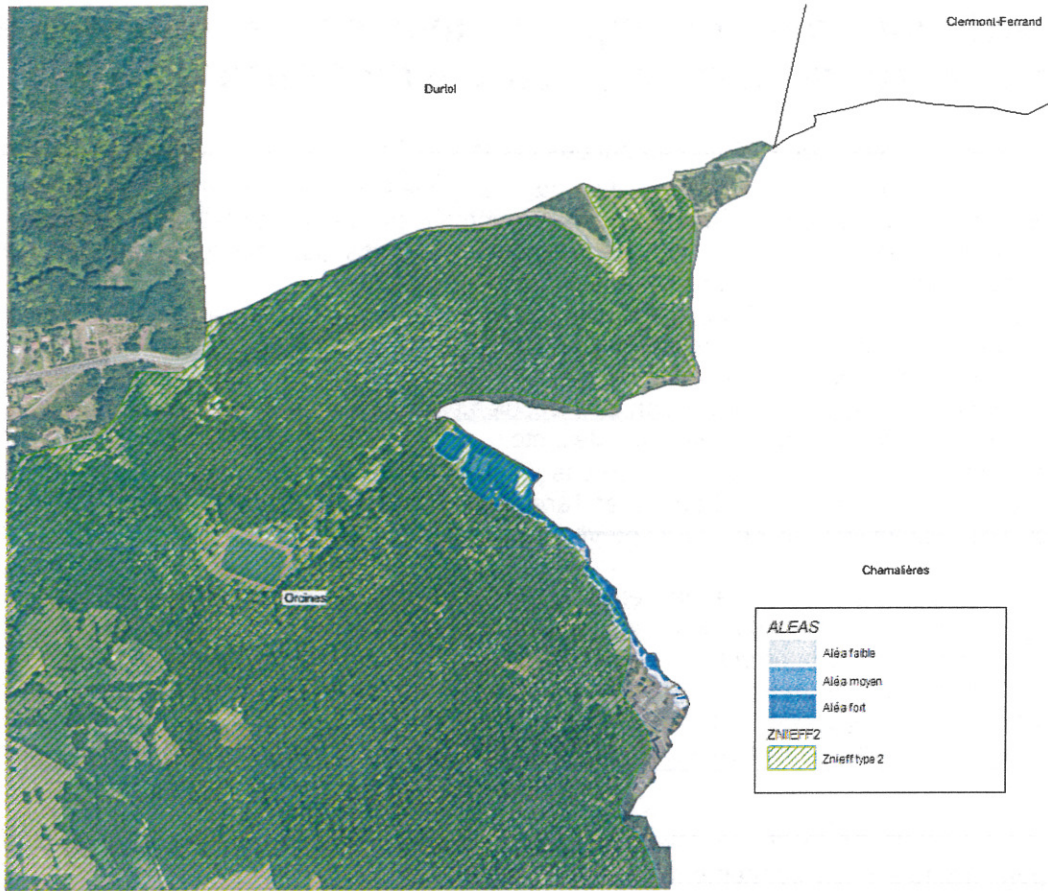 Clermont-Ferrand
Durtol
Orcines
Chamalières
ALEAS
Aléa faible
Aléa moyen
Aléa fort
ZNIEFF2
Znieff type 2